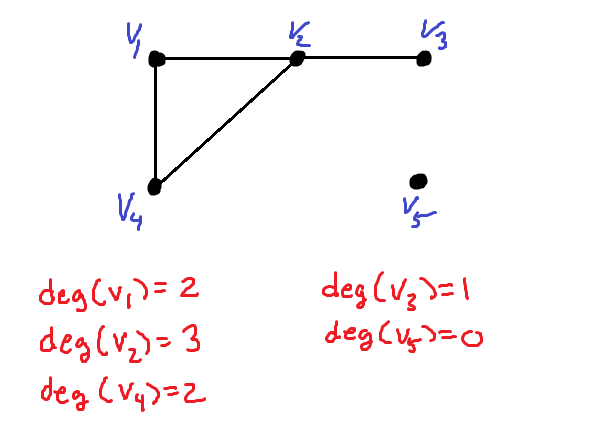 V₁ V₂ V₃
V₄ V₅
deg(V₁)=2
deg(V₂)=3
deg(V₄)=2
deg(V₃)=1
deg(V₅)=0